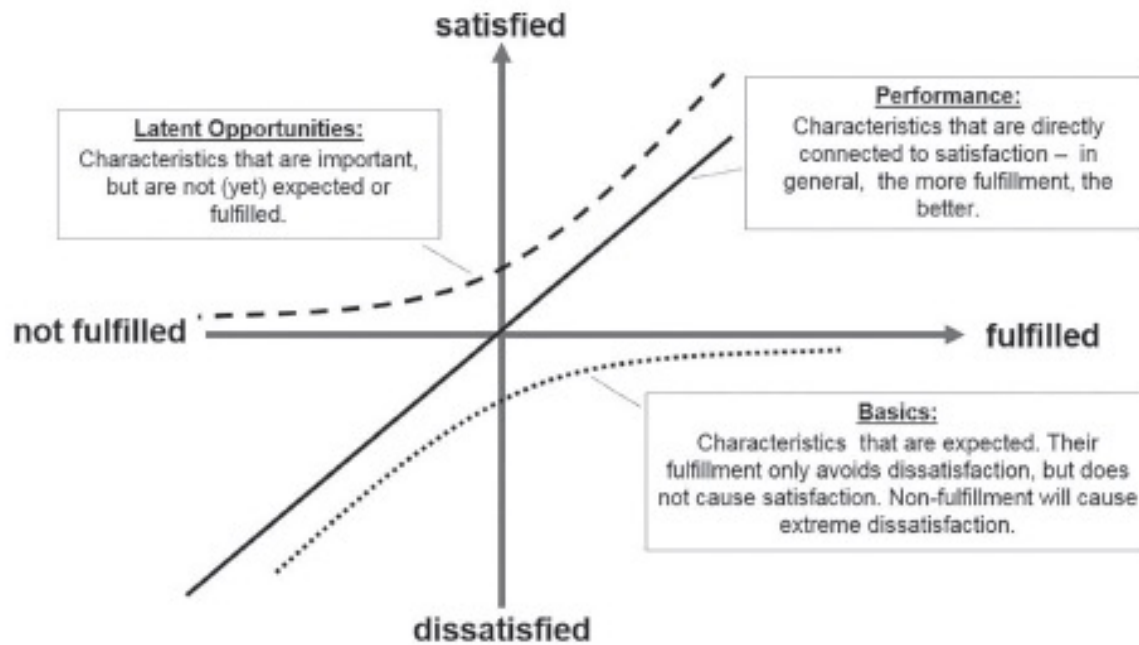 satisfied
Latent Opportunities:
Characteristics that are important,
but are not (yet) expected or
fulfilled.
Performance:
Characteristics that are directly
connected to satisfaction – in
general, the more fulfillment, the
better.
not fulfilled
fulfilled
Basics:
Characteristics that are expected. Their
fulfillment only avoids dissatisfaction, but does
not cause satisfaction. Non-fulfillment will cause
extreme dissatisfaction.
dissatisfied